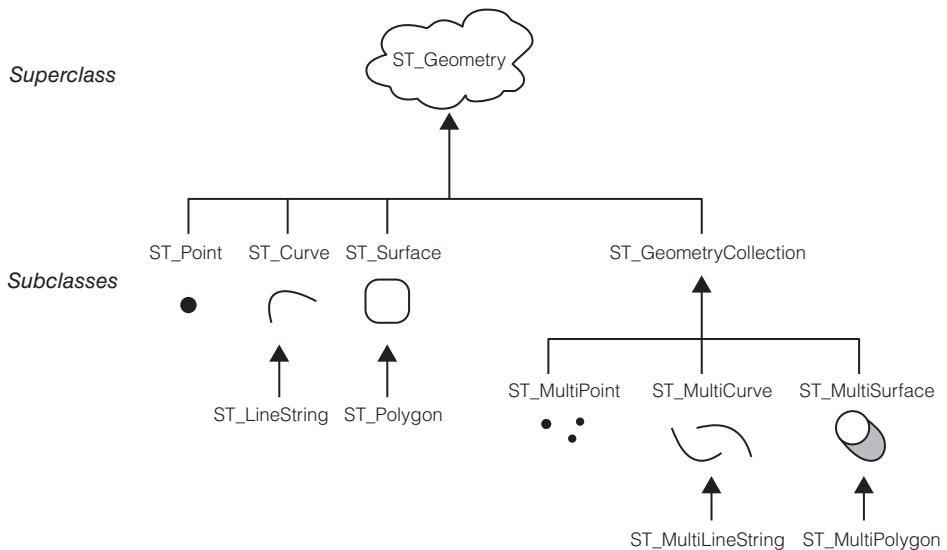 ST_Geometry
Superclass
ST_Point ST_Curve ST_Surface ST_GeometryCollection
Subclasses
ST_MultiPoint ST_MultiCurve ST_MultiSurface
ST_LineString ST_Polygon
ST_MultiLineString ST_MultiPolygon